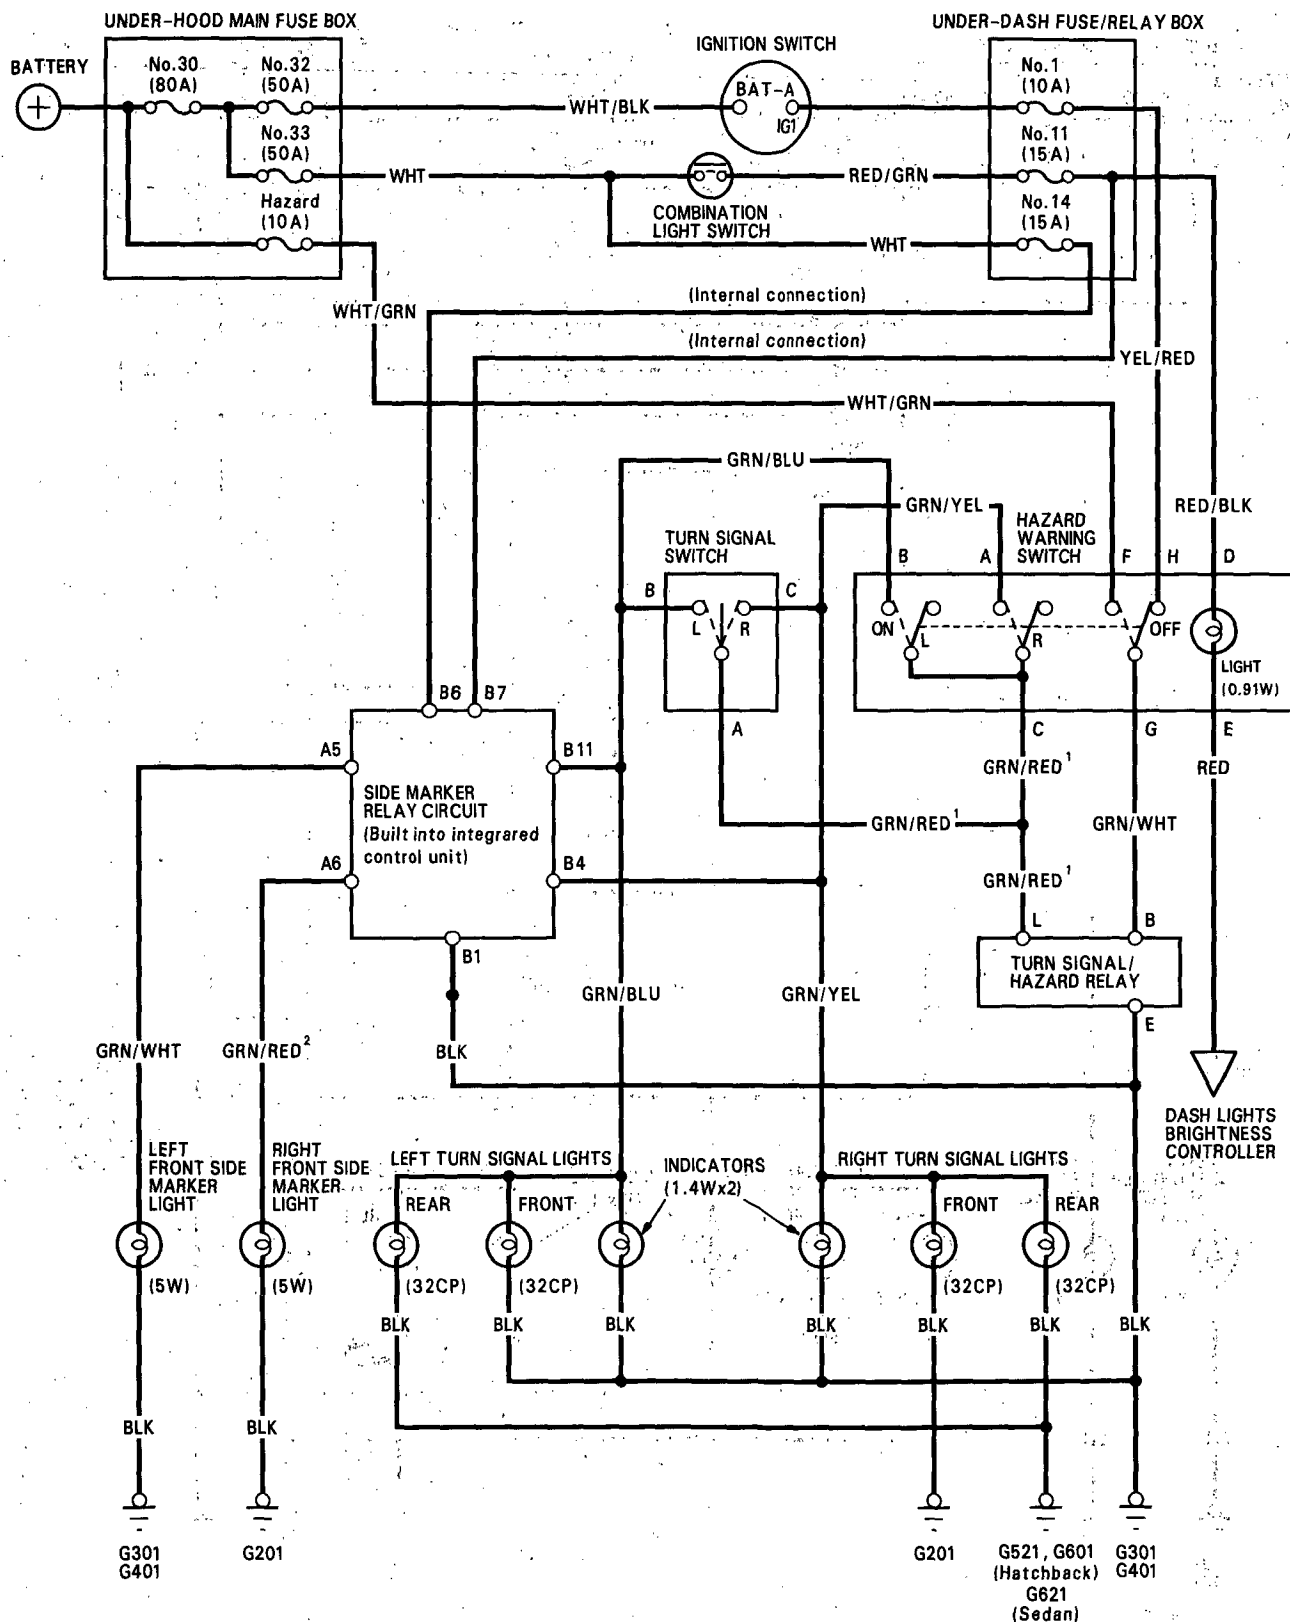 UNDER-HOOD MAIN FUSE BOX
UNDER-DASH FUSE/RELAY BOX
IGNITION SWITCH
BATTERY
No.30
(80A)
No.32
(50A)
BAT-A
IG1
No.1
(10A)
WHT/BLK
No.33
(50A)
No.11
(15A)
WHT
RED/GRN
Hazard
(10A)
COMBINATION
LIGHT SWITCH
No.14
(15A)
WHT
(Internal connection)
WHT/GRN
(Internal connection)
YEL/RED
WHT/GRN
GRN/BLU
GRN/YEL
RED/BLK
TURN SIGNAL
SWITCH
HAZARD
WARNING
SWITCH
B
A
F
H
D
B
C
L
R
ON
L
R
OFF
LIGHT
(0.91W)
B6
B7
A
C
G
E
A5
B11
GRN/RED1
RED
SIDE MARKER
RELAY CIRCUIT
(Built into integrared
control unit)
GRN/RED1
GRN/WHT
A6
B4
GRN/RED1
L
B
B1
TURN SIGNAL/
HAZARD RELAY
GRN/BLU
GRN/YEL
E
GRN/WHT
GRN/RED2
BLK
DASH LIGHTS
BRIGHTNESS
CONTROLLER
LEFT
FRONT SIDE
MARKER
LIGHT
RIGHT
FRONT SIDE
MARKER
LIGHT
LEFT TURN SIGNAL LIGHTS
INDICATORS
(1.4Wx2)
RIGHT TURN SIGNAL LIGHTS
REAR
FRONT
FRONT
REAR
(5W)
(5W)
(32CP)
(32CP)
(32CP)
(32CP)
BLK
BLK
BLK
BLK
BLK
BLK
BLK
BLK
BLK
G301
G401
G201
G201
G521, G601
(Hatchback)
G621
(Sedan)
G301
G401